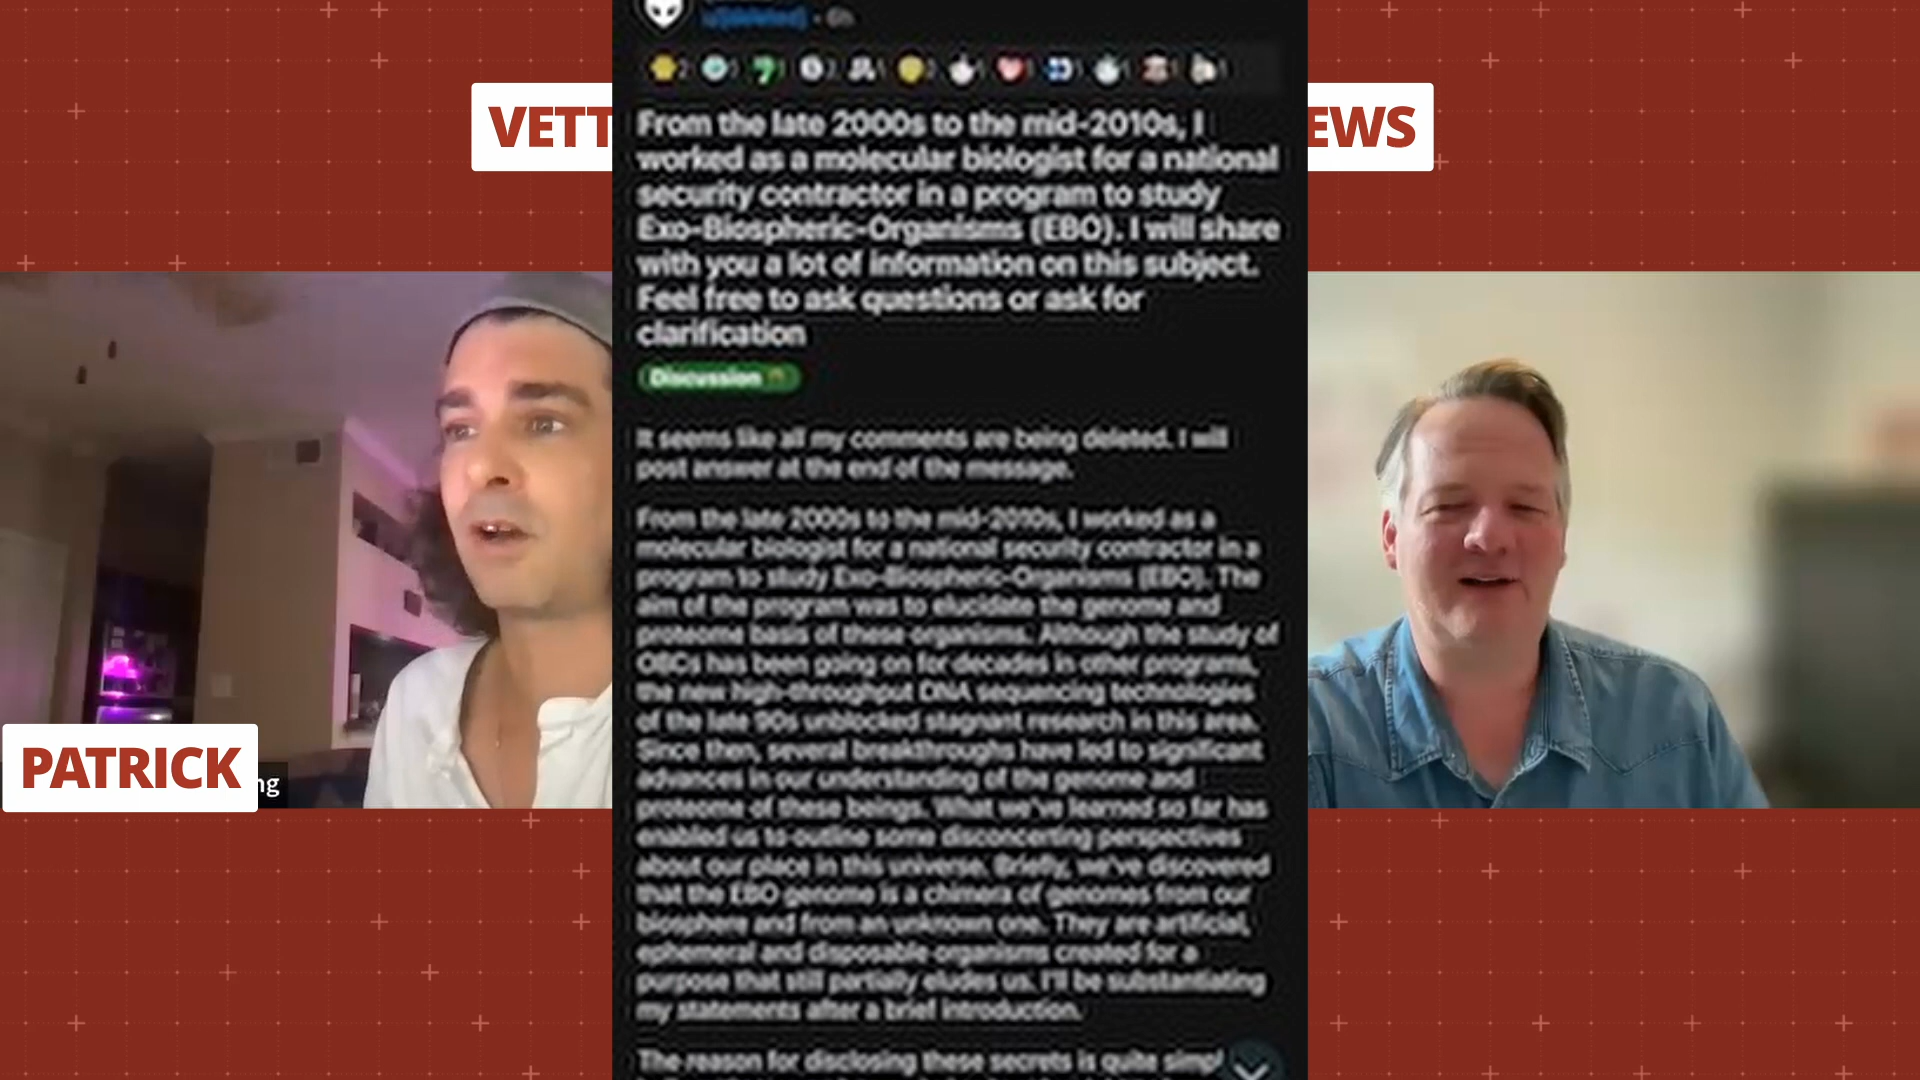 VETT
EWS
From the late 2000s to the mid-2010s, I
worked as a molecular biologist for a national
security contractor in a program to study
Exo-Biospheric-Organisms (EBO). I will share
with you a lot of information on this subject.
Feel free to ask questions or ask for
clarification
Discussion
It seems like all my comments are being deleted. I will
post answer at the end of the message.
From the late 2000s to the mid-2010s, I worked as a
molecular biologist for a national security contractor in a
program to study Exo-Biospheric-Organisms (EBO). The
aim of the program was to elucidate the genome and
proteome basis of these organisms. Although the study of
has been going on for decades in other programs,
the new high-throughput DNA sequencing technologies
of the late 90s unblocked stagnant research in this area.
Since then, several breakthroughs have led to significant
advances in our understanding of the genome and
proteome of these beings. What we've learned so far has
enabled us to outline some disconcerting perspectives
about our place in this universe. Briefly, we've discovered
that the EBO genome is a chimera of genomes from our
biosphere and from an unknown one. They are artificial,
ephemeral and disposable organisms created for a
purpose that still partially eludes us. I'll be substantiating
my statements after a brief introduction.
The reason for disclosing these secrets is quite simpl
PATRICK
ng